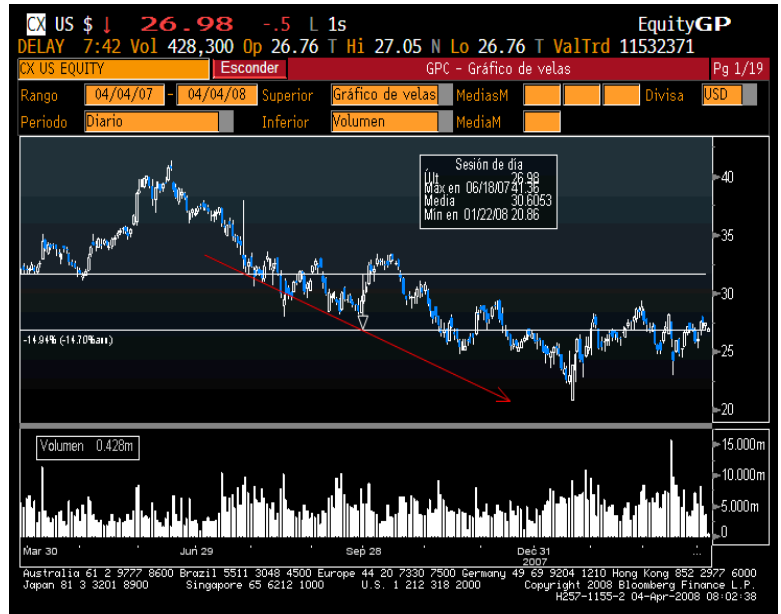 CX US $ ↓ 26.98 -.5 L 1s EquityGP
DELAY 7:42 Vol 428,300 Op 26.76 T Hi 27.05 N Lo 26.76 T ValTrd 11532371
CX US EQUITY Esconder GPC - Gráfico de velas Pg 1/19
Rango 04/04/07 - 04/04/08 Superior Gráfico de velas MediasM Divisa USD
Periodo Diario Inferior Volumen MediaM
Sesión de día
Últ 26.98
Máx en 06/18/07 41.36
Media 30.6053
Mín en 01/22/08 20.86
40
35
30
-14.94% (-14.70%an.)
25
20
Volumen 0.428m
15.000m
10.000m
5.000m
0
Mar 30 Jun 29 Sep 28 Dec 31
2007
Australia 61 2 9777 8600 Brazil 5511 3048 4500 Europe 44 20 7330 7500 Germany 49 69 9204 1210 Hong Kong 852 2977 6000
Japan 81 3 3201 8900 Singapore 65 6212 1000 U.S. 1 212 318 2000 Copyright 2008 Bloomberg Finance L.P.
H257-1155-2 04-Apr-2008 08:02:38